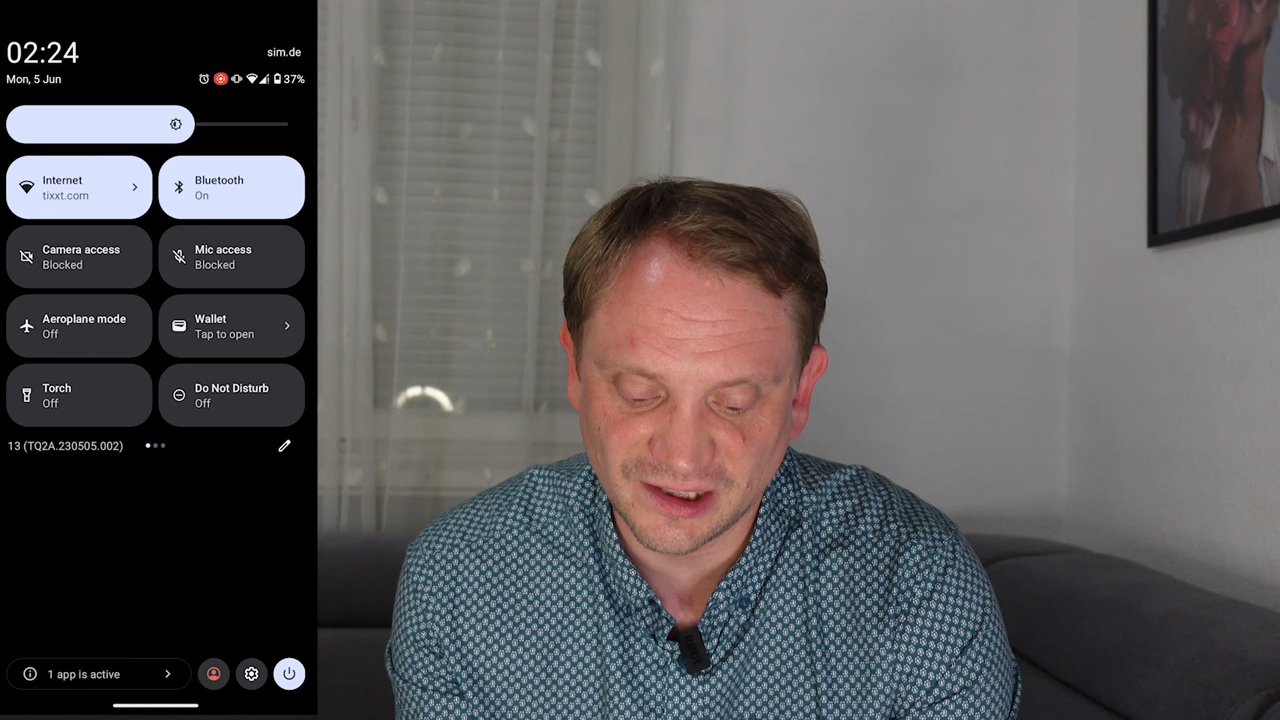 02:24
sim.de
Mon, 5 Jun
37%
Internet
tixxt.com
Bluetooth
On
Camera access
Blocked
Mic access
Blocked
Aeroplane mode
Off
Wallet
Tap to open
Torch
Off
Do Not Disturb
Off
13 (TQ2A.230505.002)
1 app is active